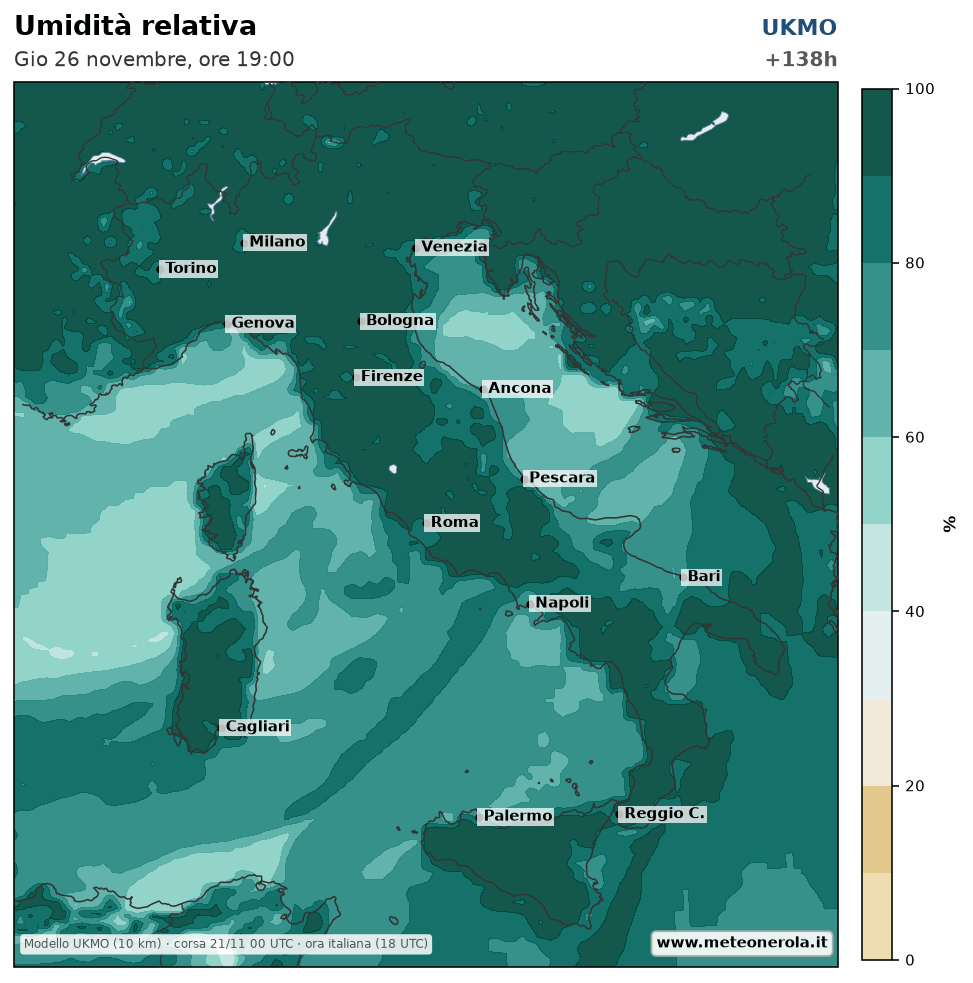 Umidità relativa
UKMO
Gio 26 novembre, ore 19:00
+138h
100
80
60
40
20
0
%
Milano
Venezia
Torino
Genova
Bologna
Firenze
Ancona
Pescara
Roma
Bari
Napoli
Cagliari
Palermo
Reggio C.
Modello UKMO (10 km) · corsa 21/11 00 UTC · ora italiana (18 UTC)
www.meteonerola.it